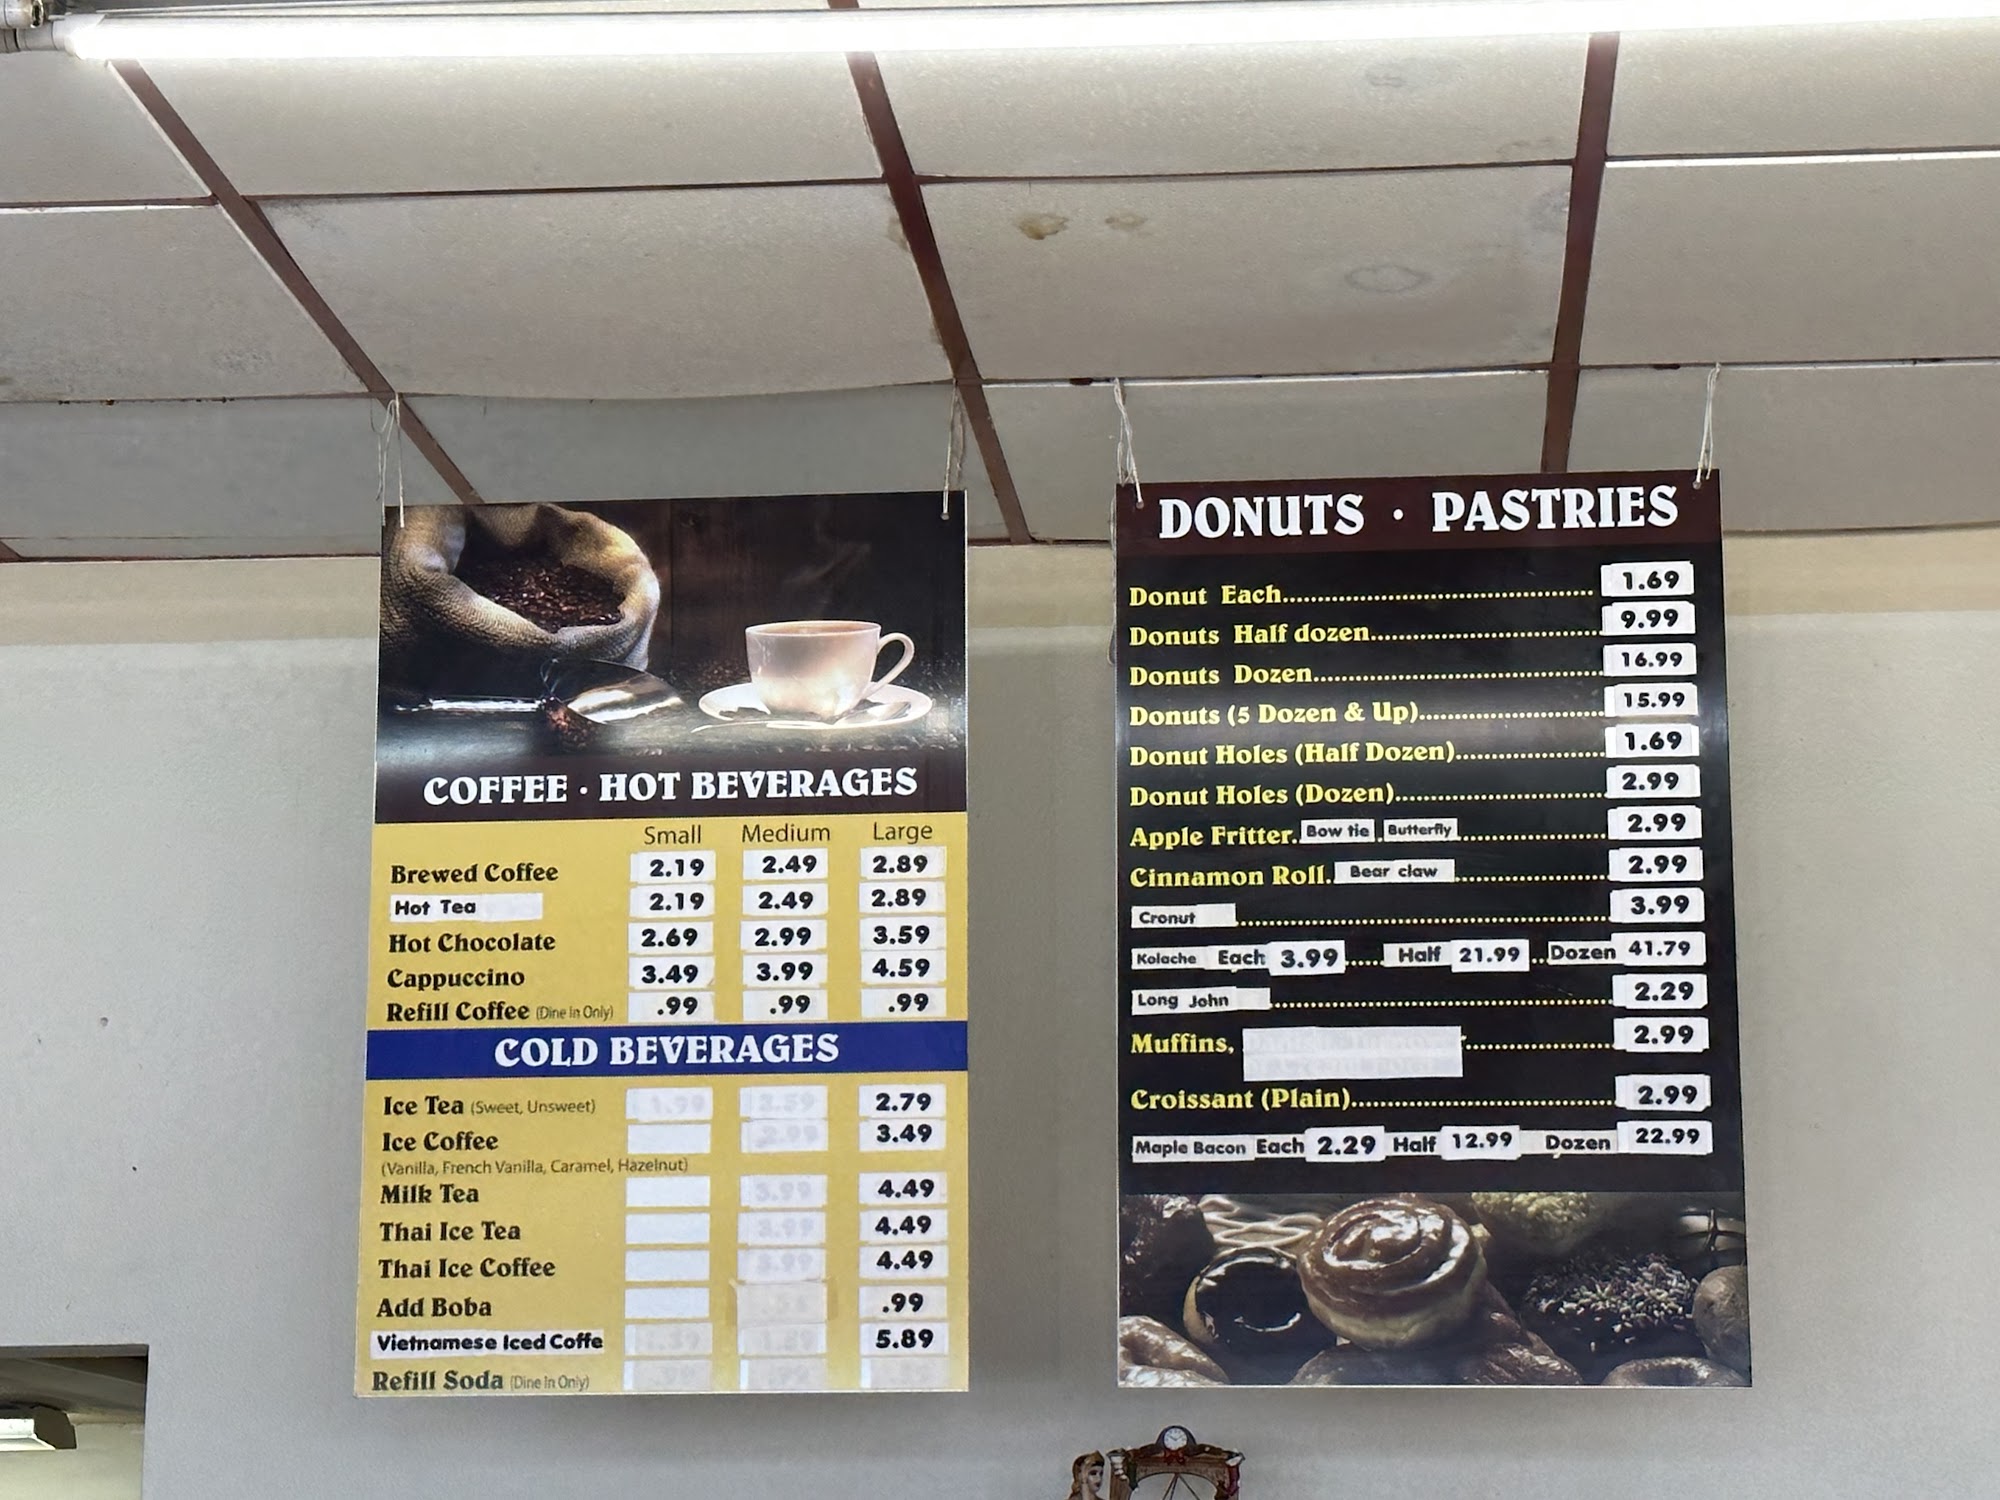 COFFEE · HOT BEVERAGES
Small Medium Large
Brewed Coffee 2.19 2.49 2.89
Hot Tea 2.19 2.49 2.89
Hot Chocolate 2.69 2.99 3.59
Cappuccino 3.49 3.99 4.59
Refill Coffee (Dine In Only) .99 .99 .99
COLD BEVERAGES
Ice Tea (Sweet, Unsweet) 2.79
Ice Coffee 3.49
(Vanilla, French Vanilla, Caramel, Hazelnut)
Milk Tea 4.49
Thai Ice Tea 4.49
Thai Ice Coffee 4.49
Add Boba .99
Vietnamese Iced Coffe 5.89
Refill Soda (Dine In Only)
DONUTS · PASTRIES
Donut Each 1.69
Donuts Half dozen 9.99
Donuts Dozen 16.99
Donuts (5 Dozen & Up) 15.99
Donut Holes (Half Dozen) 1.69
Donut Holes (Dozen) 2.99
Apple Fritter Bow tie Butterfly 2.99
Cinnamon Roll Bear claw 2.99
Cronut 3.99
Kolache Each 3.99 Half 21.99 Dozen 41.79
Long John 2.29
Muffins, 2.99
Croissant (Plain) 2.99
Maple Bacon Each 2.29 Half 12.99 Dozen 22.99